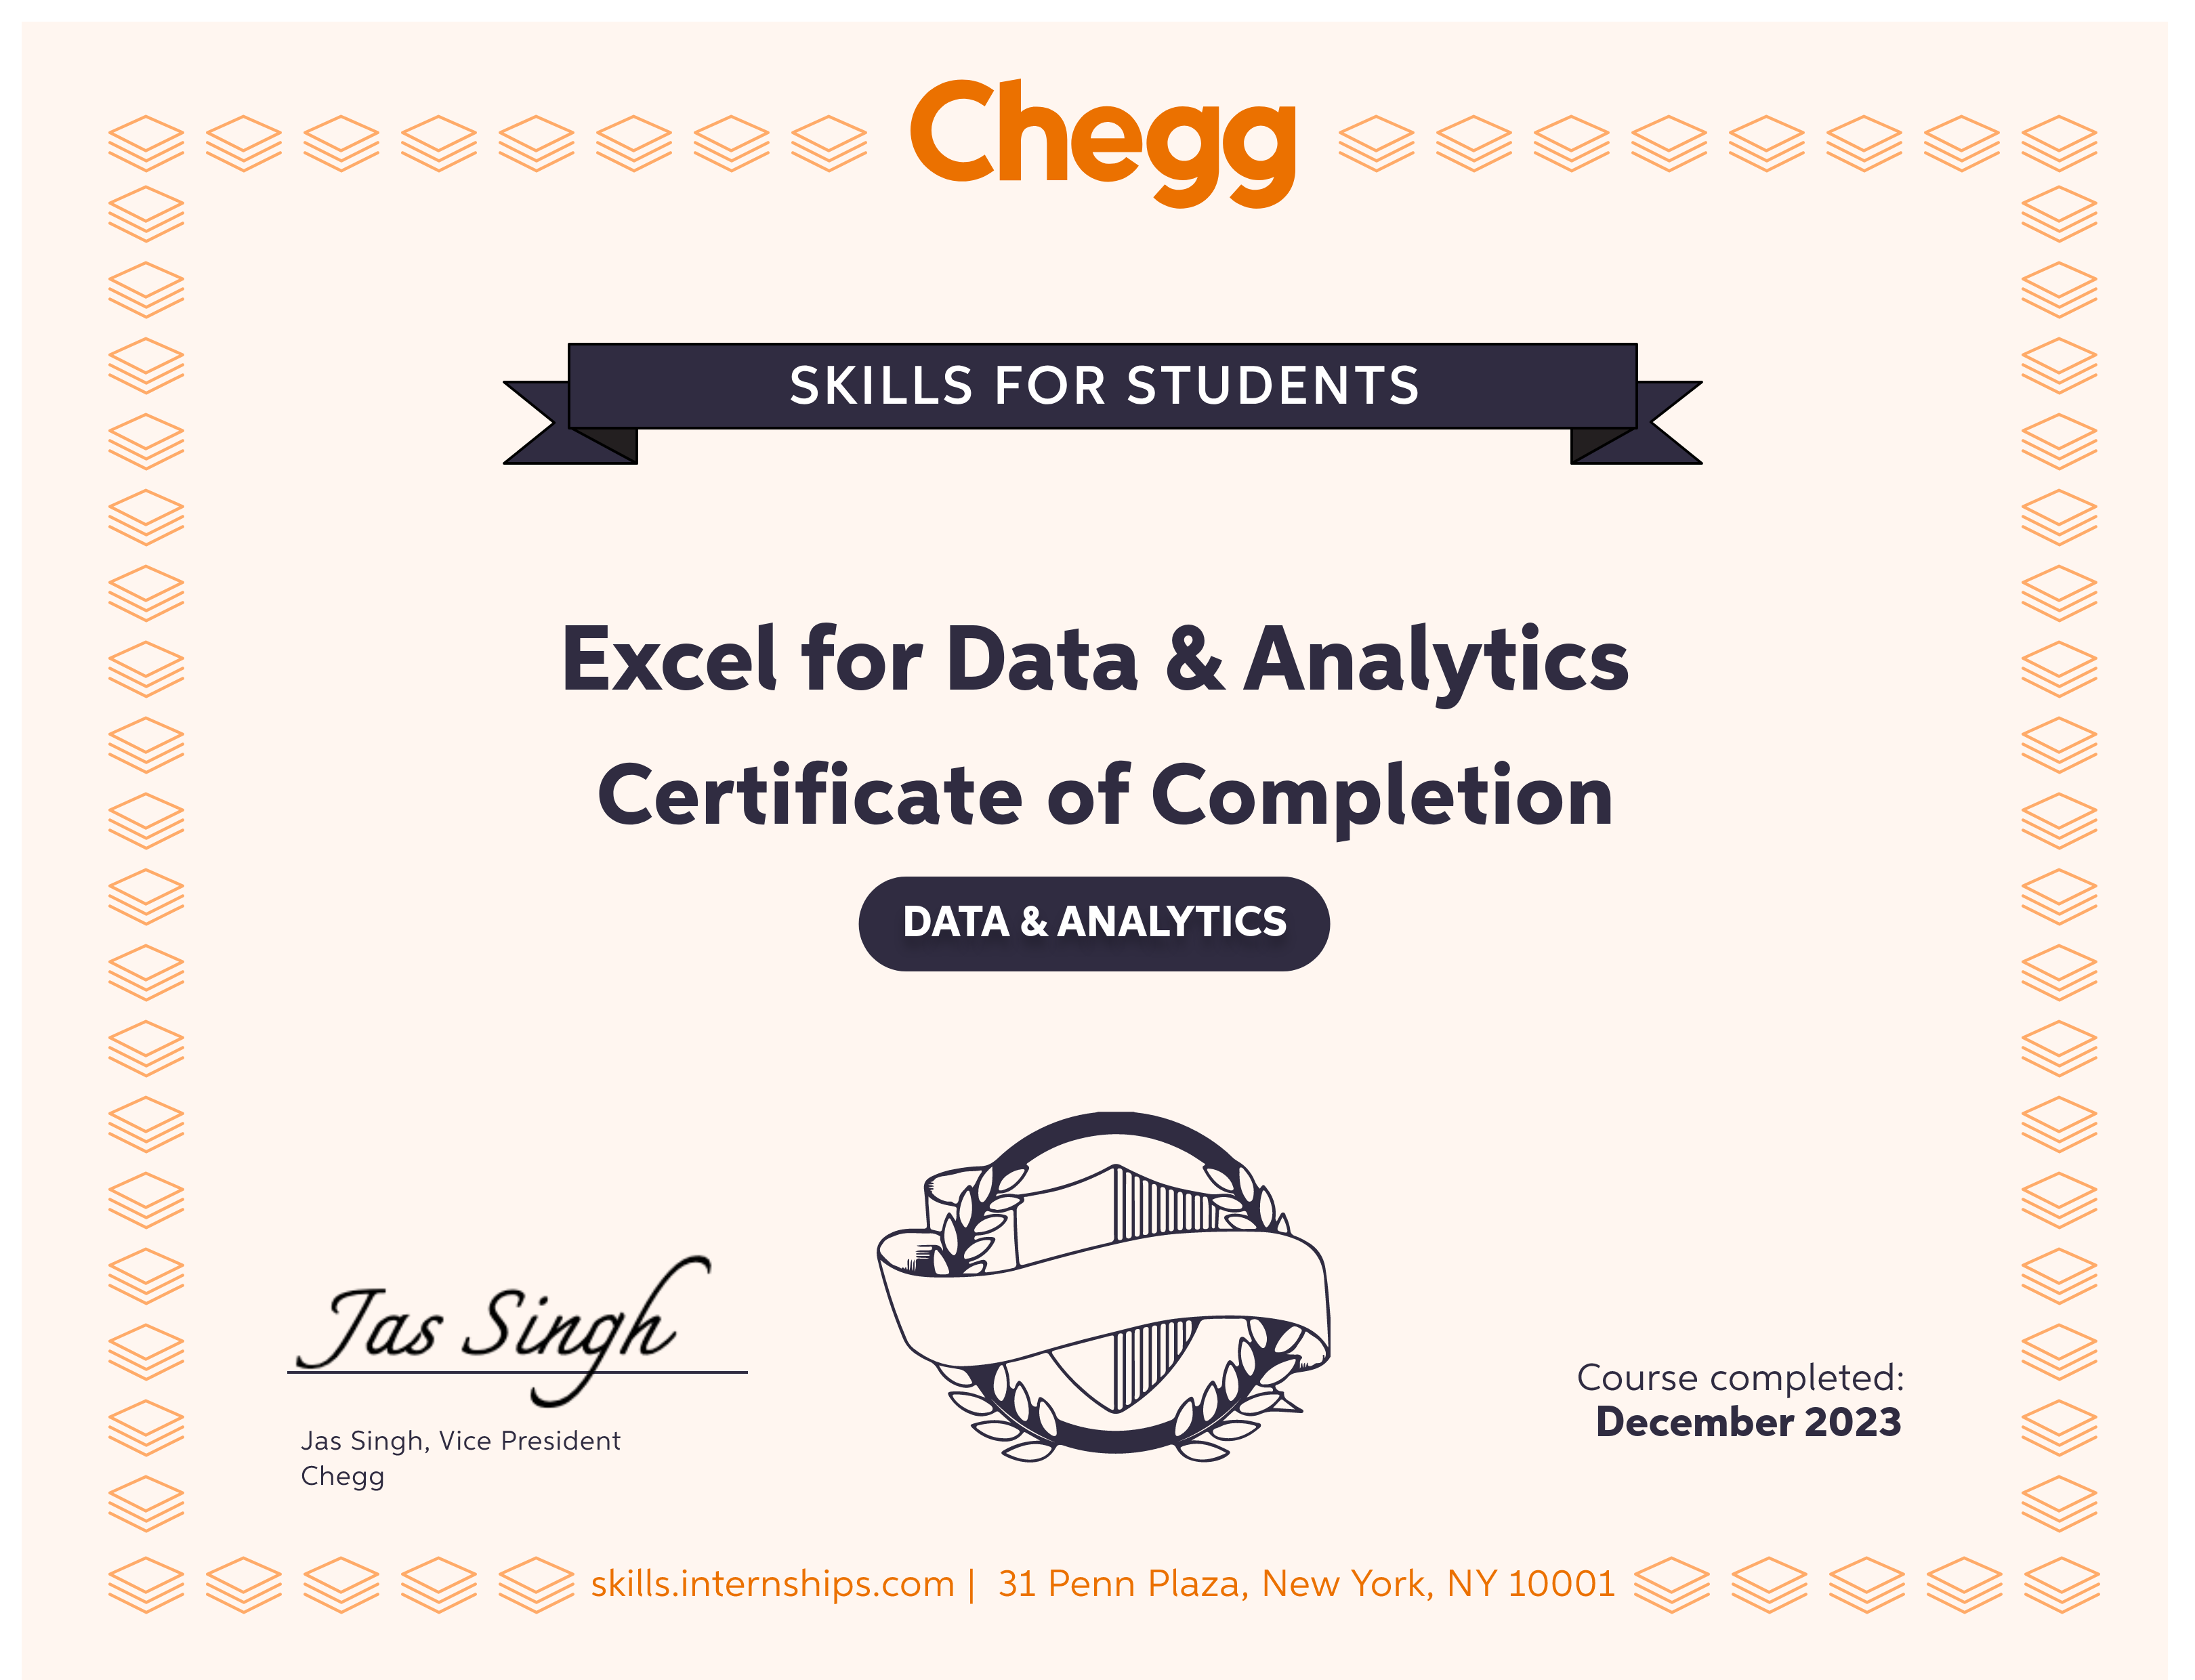 Chegg
SKILLS FOR STUDENTS
Excel for Data & Analytics
Certificate of Completion
DATA & ANALYTICS
Jas Singh
Jas Singh, Vice President
Chegg
Course completed:
December 2023
skills.internships.com | 31 Penn Plaza, New York, NY 10001